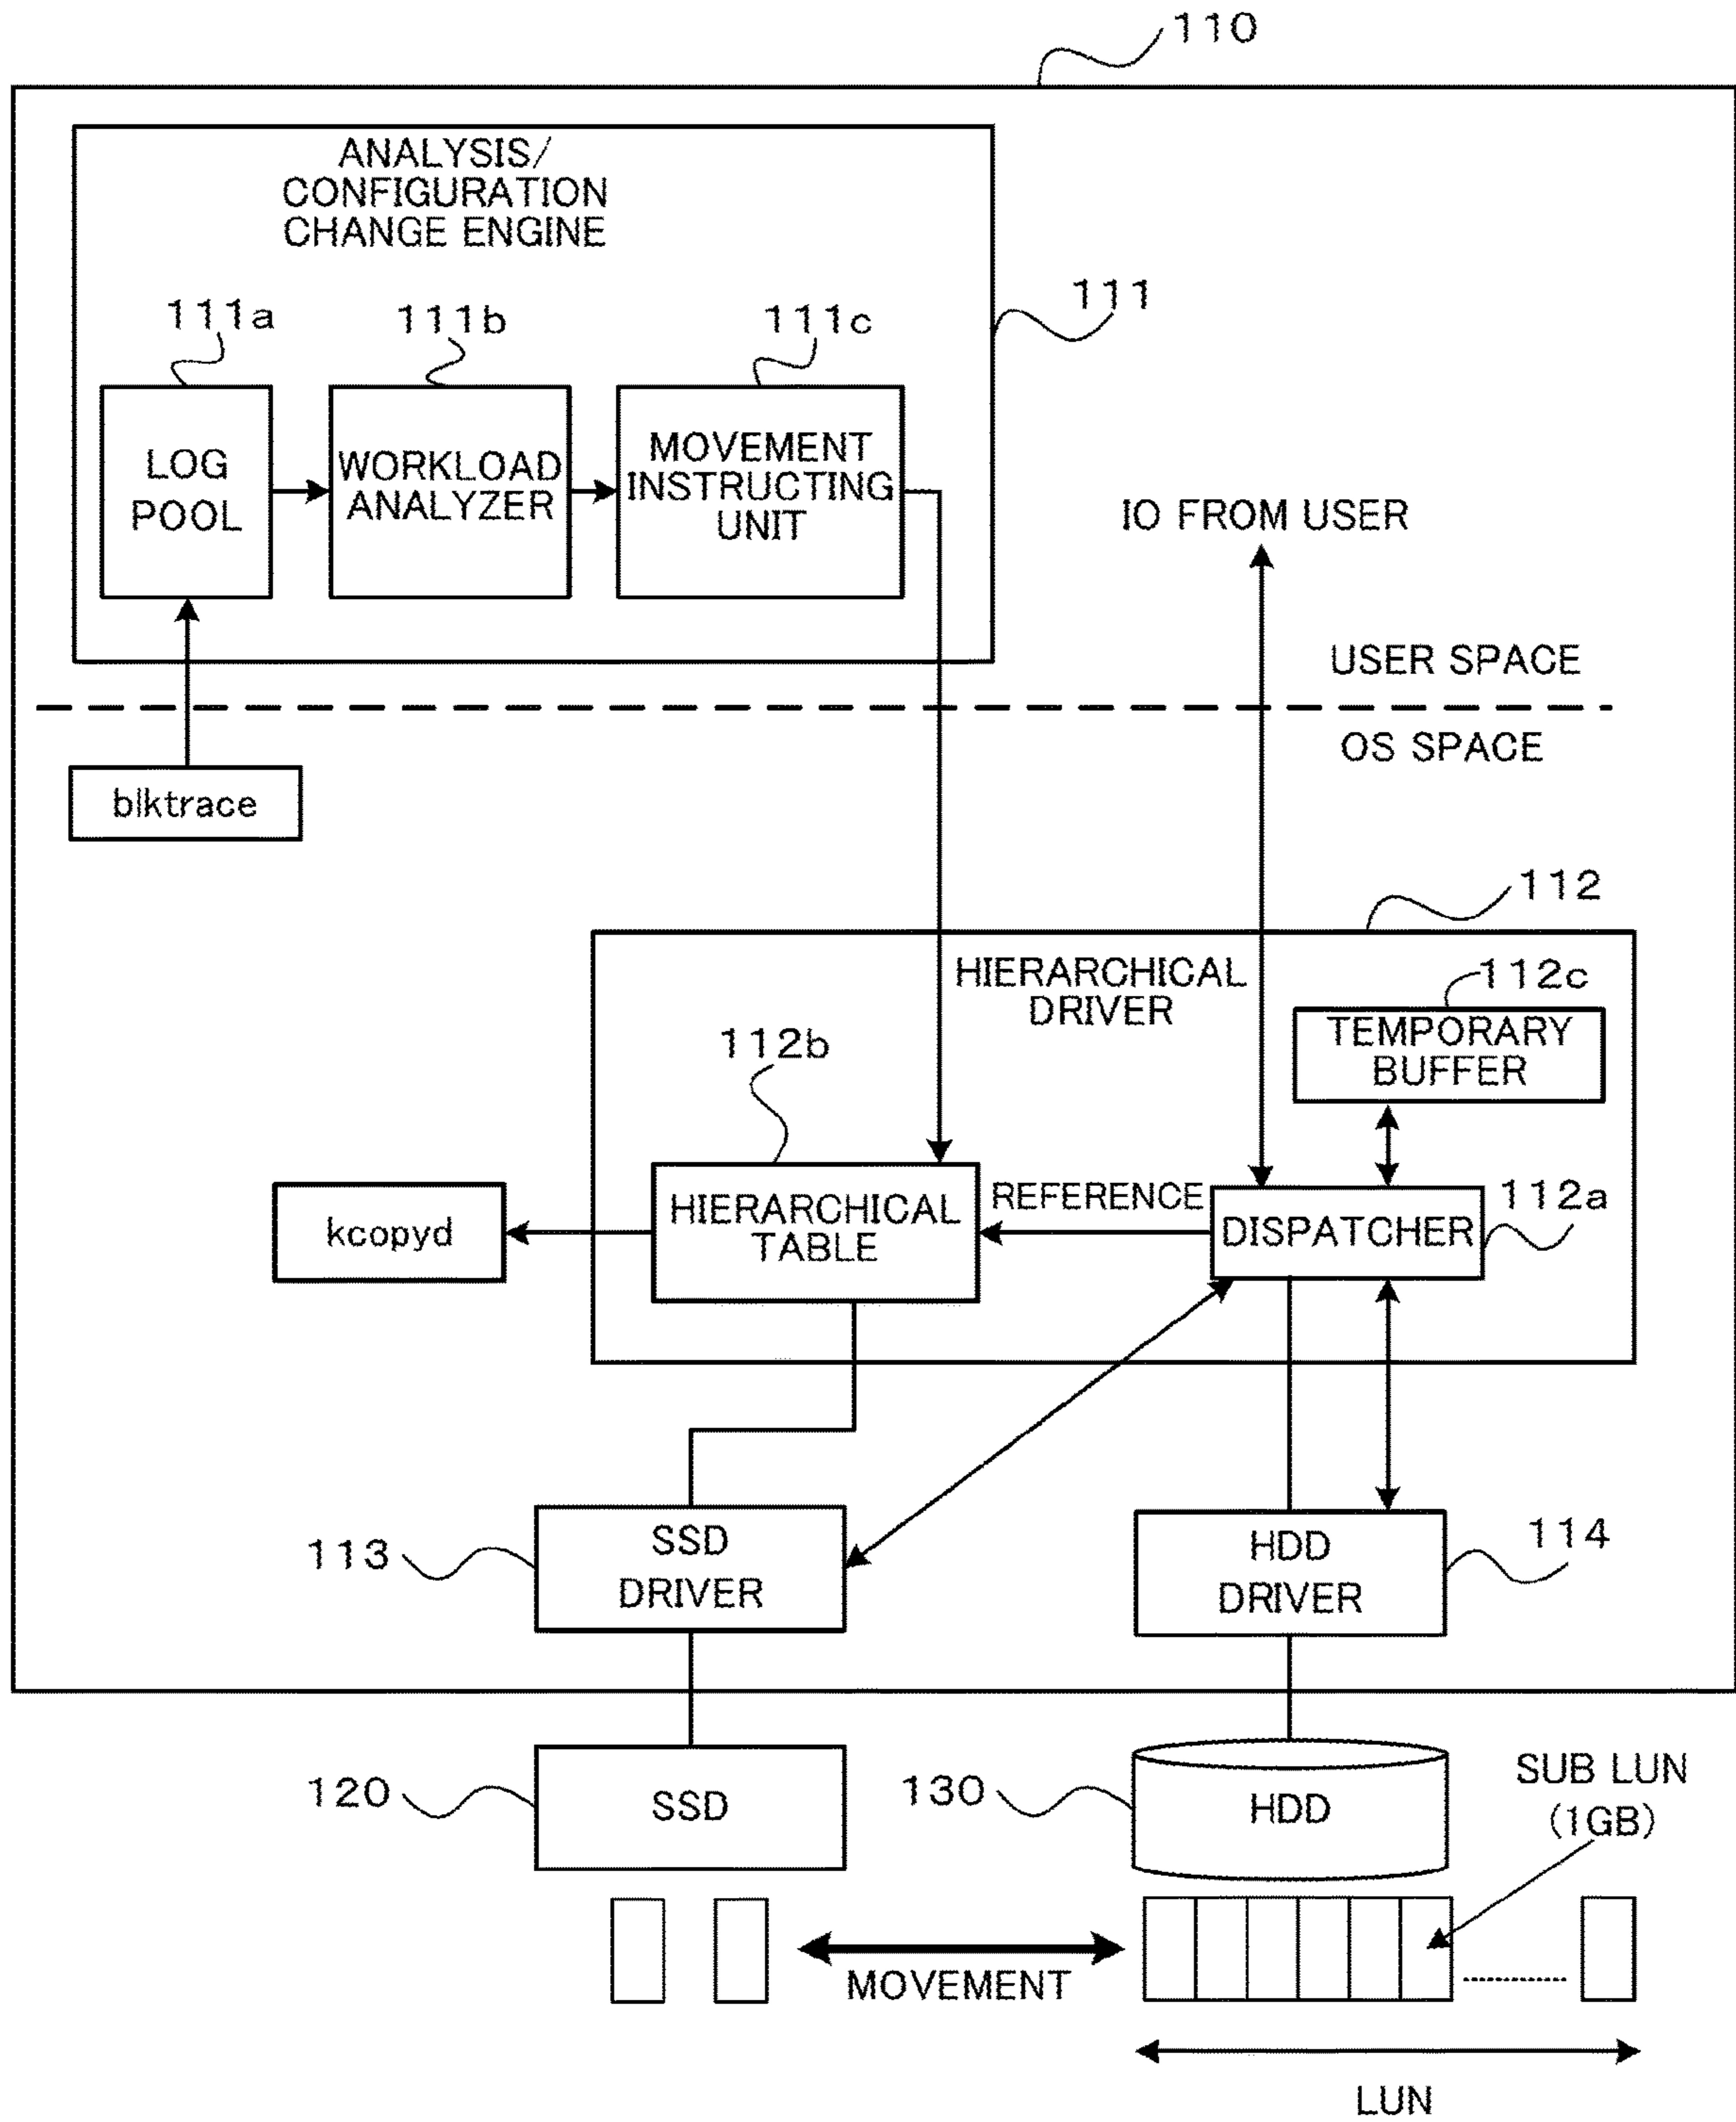 110
ANALYSIS/
CONFIGURATION
CHANGE ENGINE
111
111a
111b
111c
LOG
POOL
WORKLOAD
ANALYZER
MOVEMENT
INSTRUCTING
UNIT
IO FROM USER
USER SPACE
OS SPACE
blktrace
112
HIERARCHICAL
DRIVER
112c
TEMPORARY
BUFFER
112b
HIERARCHICAL
TABLE
REFERENCE
112a
DISPATCHER
kcopyd
113
SSD
DRIVER
HDD
DRIVER
114
120
SSD
130
HDD
SUB LUN
(1GB)
MOVEMENT
LUN